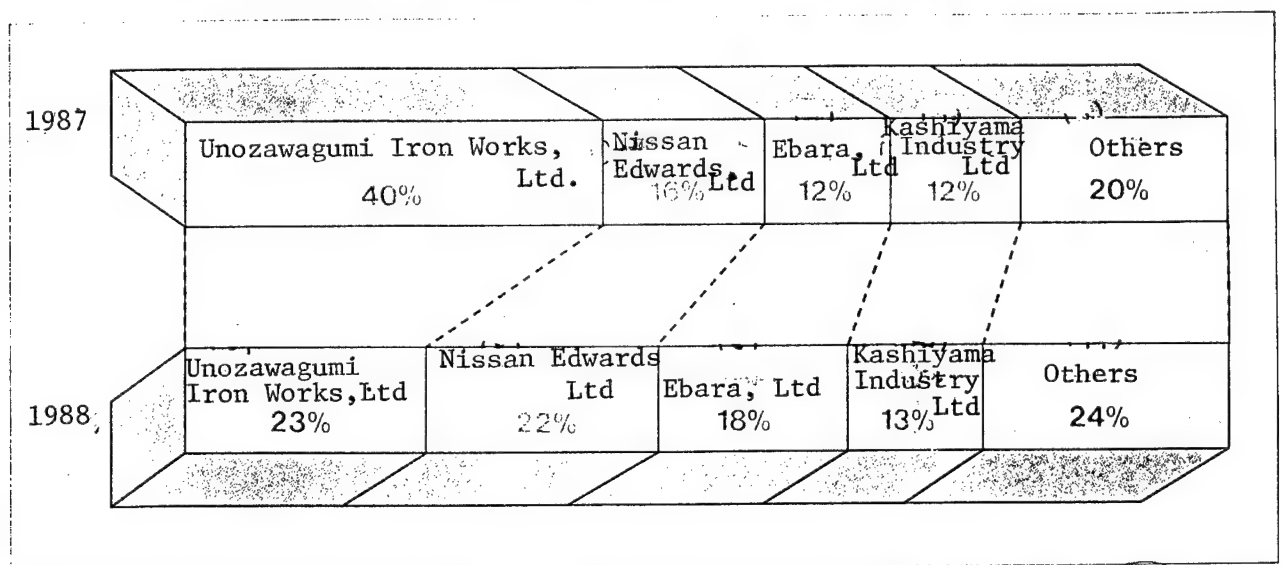 1987
Unozawagumi Iron Works,
Ltd.
40%
Nissan
Edwards,
Ltd
16%
Ebara,
Ltd
12%
Kashiyama
Industry
Ltd
12%
Others
20%
1988
Unozawagumi
Iron Works,Ltd
23%
Nissan Edwards
Ltd
22%
Ebara, Ltd
18%
Kashiyama
Industry
Ltd
13%
Others
24%